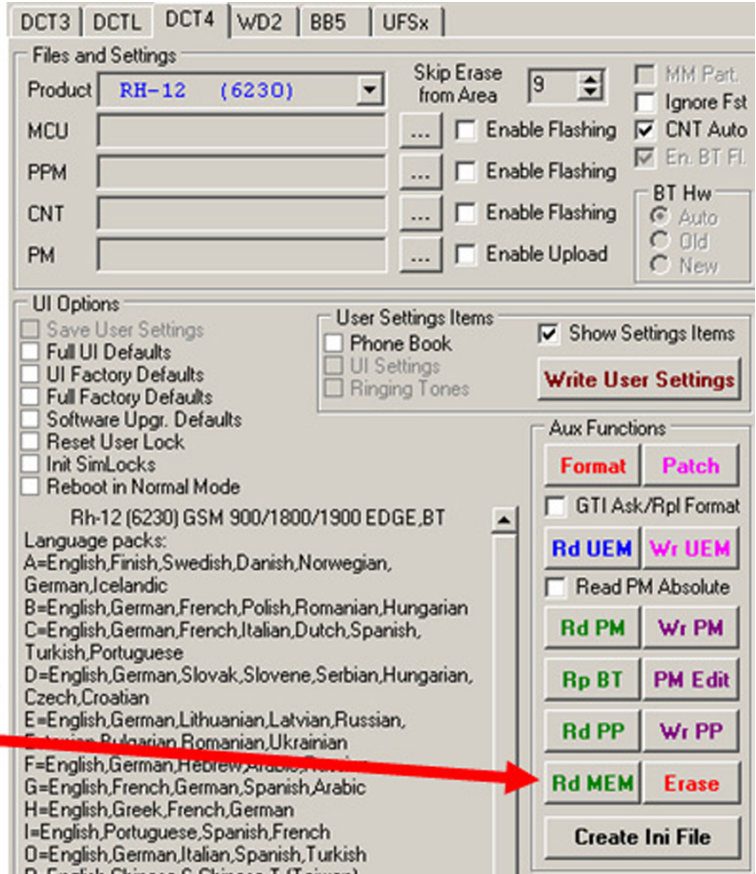 DCT3 DCTL DCT4 WD2 BB5 UFSx
Files and Settings
Product RH-12 (6230)
Skip Erase from Area 9
MM Part.
Ignore Fst
MCU ... Enable Flashing
CNT Auto
PPM ... Enable Flashing
En. BT Fl.
CNT ... Enable Flashing
PM ... Enable Upload
BT Hw
Auto
Old
New
UI Options
Save User Settings
Full UI Defaults
UI Factory Defaults
Full Factory Defaults
Software Upgr. Defaults
Reset User Lock
Init SimLocks
Reboot in Normal Mode
User Settings Items
Phone Book
UI Settings
Ringing Tones
Show Settings Items
Write User Settings
Rh-12 (6230) GSM 900/1800/1900 EDGE,BT
Language packs:
A=English,Finish,Swedish,Danish,Norwegian,
German,Icelandic
B=English,German,French,Polish,Romanian,Hungarian
C=English,German,French,Italian,Dutch,Spanish,
Turkish,Portuguese
D=English,German,Slovak,Slovene,Serbian,Hungarian,
Czech,Croatian
E=English,German,Lithuanian,Latvian,Russian,
Bulgarian,Romanian,Ukrainian
F=English,German,Hebrew,
G=English,French,German,Spanish,Arabic
H=English,Greek,French,German
I=English,Portuguese,Spanish,French
O=English,German,Italian,Spanish,Turkish
Aux Functions
Format Patch
GTI Ask/Rpl Format
Rd UEM Wr UEM
Read PM Absolute
Rd PM Wr PM
Rp BT PM Edit
Rd PP Wr PP
Rd MEM Erase
Create Ini File